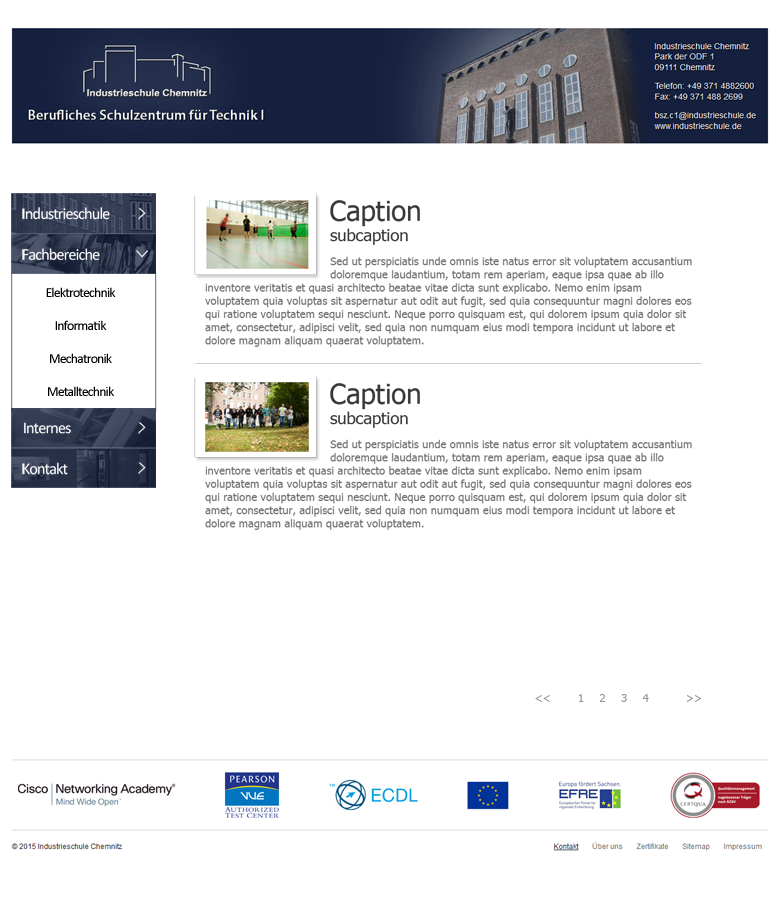 Industrieschule Chemnitz
Berufliches Schulzentrum für Technik I
Industrieschule Chemnitz
Park der ODF 1
09111 Chemnitz
Telefon: +49 371 4882600
Fax: +49 371 488 2699
bsz.c1@industrieschule.de
www.industrieschule.de
Industrieschule
Fachbereiche
Elektrotechnik
Informatik
Mechatronik
Metalltechnik
Internes
Kontakt
Caption
subcaption
Sed ut perspiciatis unde omnis iste natus error sit voluptatem accusantium
doloremque laudantium, totam rem aperiam, eaque ipsa quae ab illo
inventore veritatis et quasi architecto beatae vitae dicta sunt explicabo. Nemo enim ipsam
voluptatem quia voluptas sit aspernatur aut odit aut fugit, sed quia consequuntur magni dolores eos
qui ratione voluptatem sequi nesciunt. Neque porro quisquam est, qui dolorem ipsum quia dolor sit
amet, consectetur, adipisci velit, sed quia non numquam eius modi tempora incidunt ut labore et
dolore magnam aliquam quaerat voluptatem.
Caption
subcaption
Sed ut perspiciatis unde omnis iste natus error sit voluptatem accusantium
doloremque laudantium, totam rem aperiam, eaque ipsa quae ab illo
inventore veritatis et quasi architecto beatae vitae dicta sunt explicabo. Nemo enim ipsam
voluptatem quia voluptas sit aspernatur aut odit aut fugit, sed quia consequuntur magni dolores eos
qui ratione voluptatem sequi nesciunt. Neque porro quisquam est, qui dolorem ipsum quia dolor sit
amet, consectetur, adipisci velit, sed quia non numquam eius modi tempora incidunt ut labore et
dolore magnam aliquam quaerat voluptatem.
<< 1 2 3 4 >>
Cisco Networking Academy®
Mind Wide Open™
PEARSON
VUE
AUTHORIZED
TEST CENTER
™ ECDL
Europa fördert Sachsen.
EFRE
Europäischer Fonds für
regionale Entwicklung
CERTQUA
Qualitätsmanagement
zugelassener Träger
nach AZAV
© 2015 Industrieschule Chemnitz
Kontakt Über uns Zertifikate Sitemap Impressum